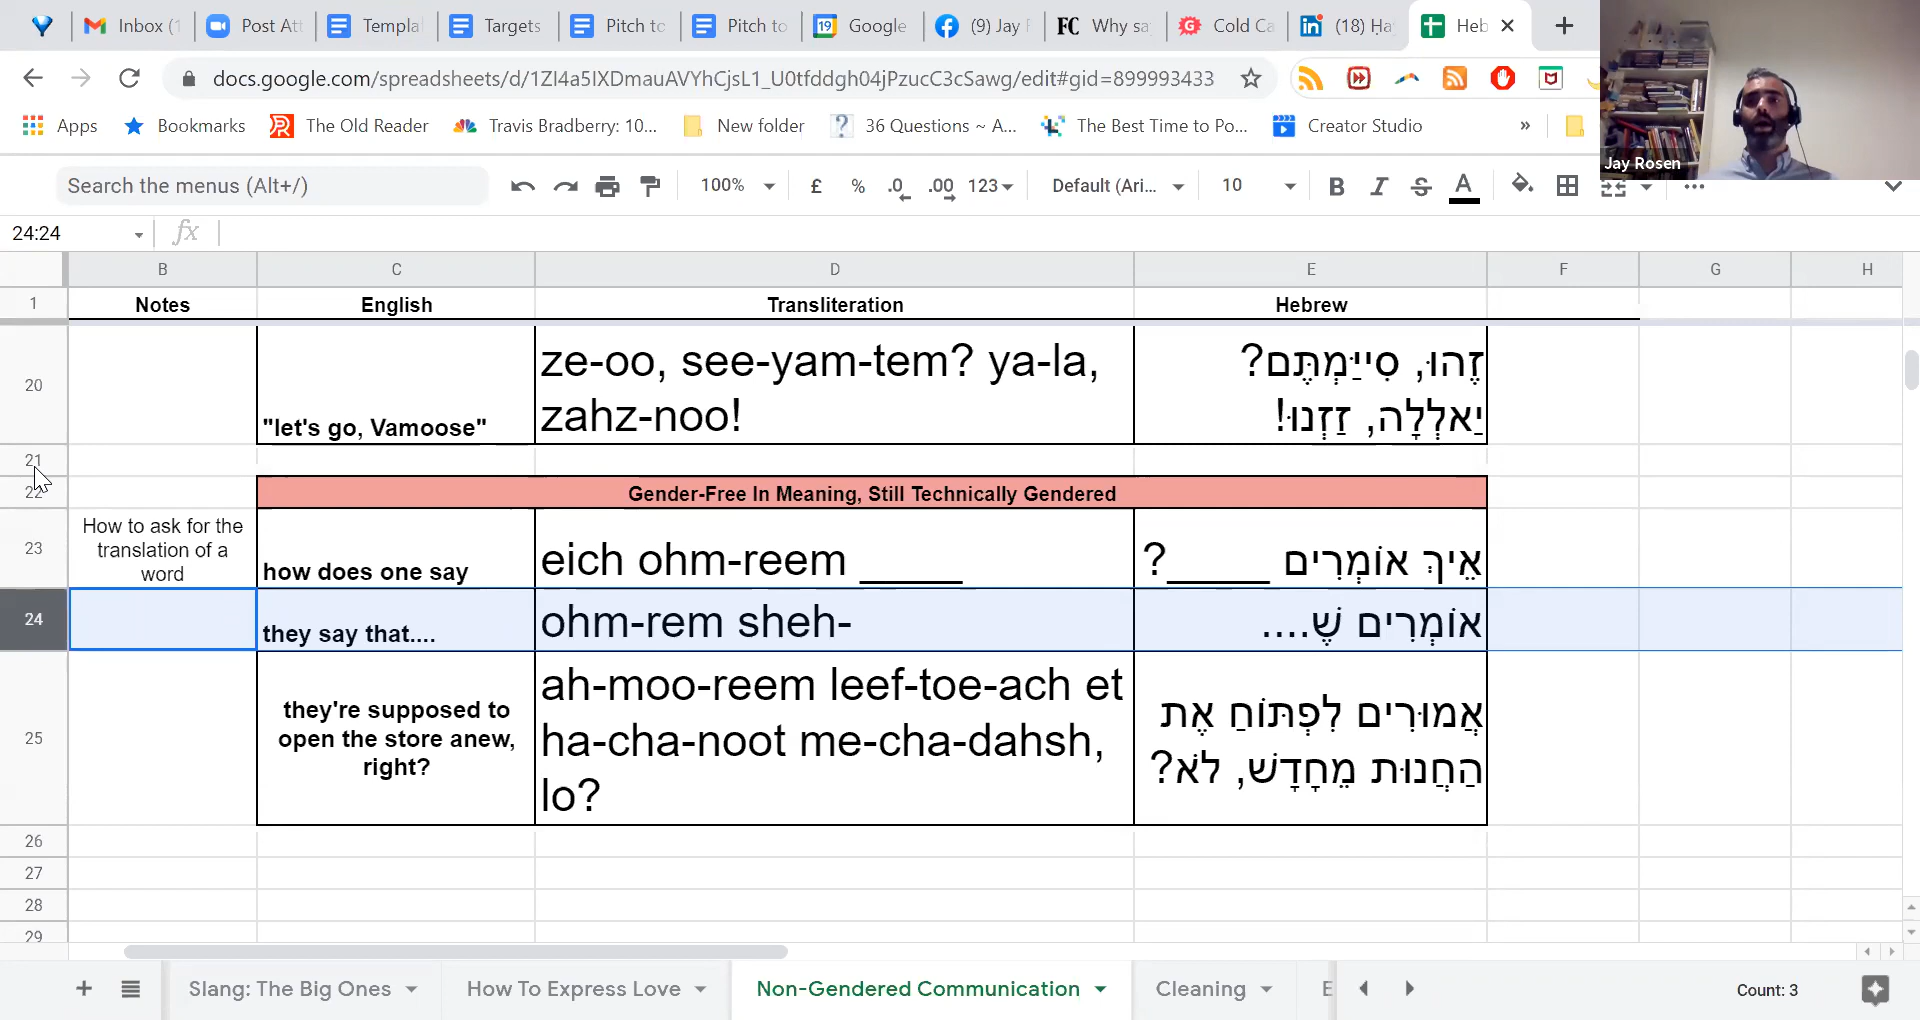 Inbox (1
Post Att
Templa
Targets
Pitch to
Pitch to
19
Google
(9) Jay
FC
Why sa
Cold Ca
(18)
Heb
docs.google.com/spreadsheets/d/1ZI4a5IXDmauAVYhCjsL1_U0tfddgh04jPzucC3cSawg/edit#gid=899993433
Apps
Bookmarks
The Old Reader
Travis Bradberry: 10...
New folder
36 Questions ~ A...
The Best Time to Po...
Creator Studio
»
Jay Rosen
Search the menus (Alt+/)
100%
£
%
.0
.00
123
Default (Ari...
10
B
I
S
A
24:24
fx
B
C
D
E
F
G
H
1
Notes
English
Transliteration
Hebrew
20
"let's go, Vamoose"
ze-oo, see-yam-tem? ya-la,
zahz-noo!
זֶהוּ, סִייַּמְתֶּם?
יַאלְלָה, זַזְנוּ!
21
22
Gender-Free In Meaning, Still Technically Gendered
23
How to ask for the
translation of a
word
how does one say
eich ohm-reem ____
אֵיךְ אוֹמְרִים _____?
24
they say that....
ohm-rem sheh-
אוֹמְרִים שֶׁ....
25
they're supposed to
open the store anew,
right?
ah-moo-reem leef-toe-ach et
ha-cha-noot me-cha-dahsh,
lo?
אֲמוּרִים לִפְתּוֹחַ אֶת
הַחֲנוּת מֵחָדָשׁ, לֹא?
26
27
28
29
Slang: The Big Ones
How To Express Love
Non-Gendered Communication
Cleaning
E
Count: 3